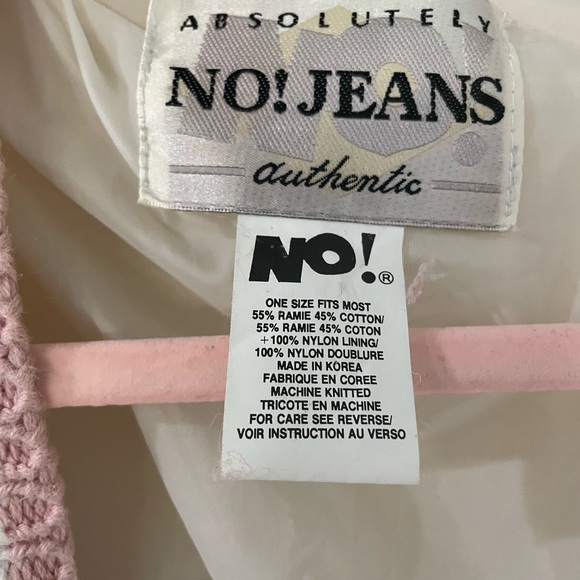 ABSOLUTELY
NO! JEANS
authentic
NO!®
ONE SIZE FITS MOST
55% RAMIE 45% COTTON/
55% RAMIE 45% COTON
+100% NYLON LINING/
100% NYLON DOUBLURE
MADE IN KOREA
FABRIQUE EN COREE
MACHINE KNITTED
TRICOTE EN MACHINE
FOR CARE SEE REVERSE/
VOIR INSTRUCTION AU VERSO